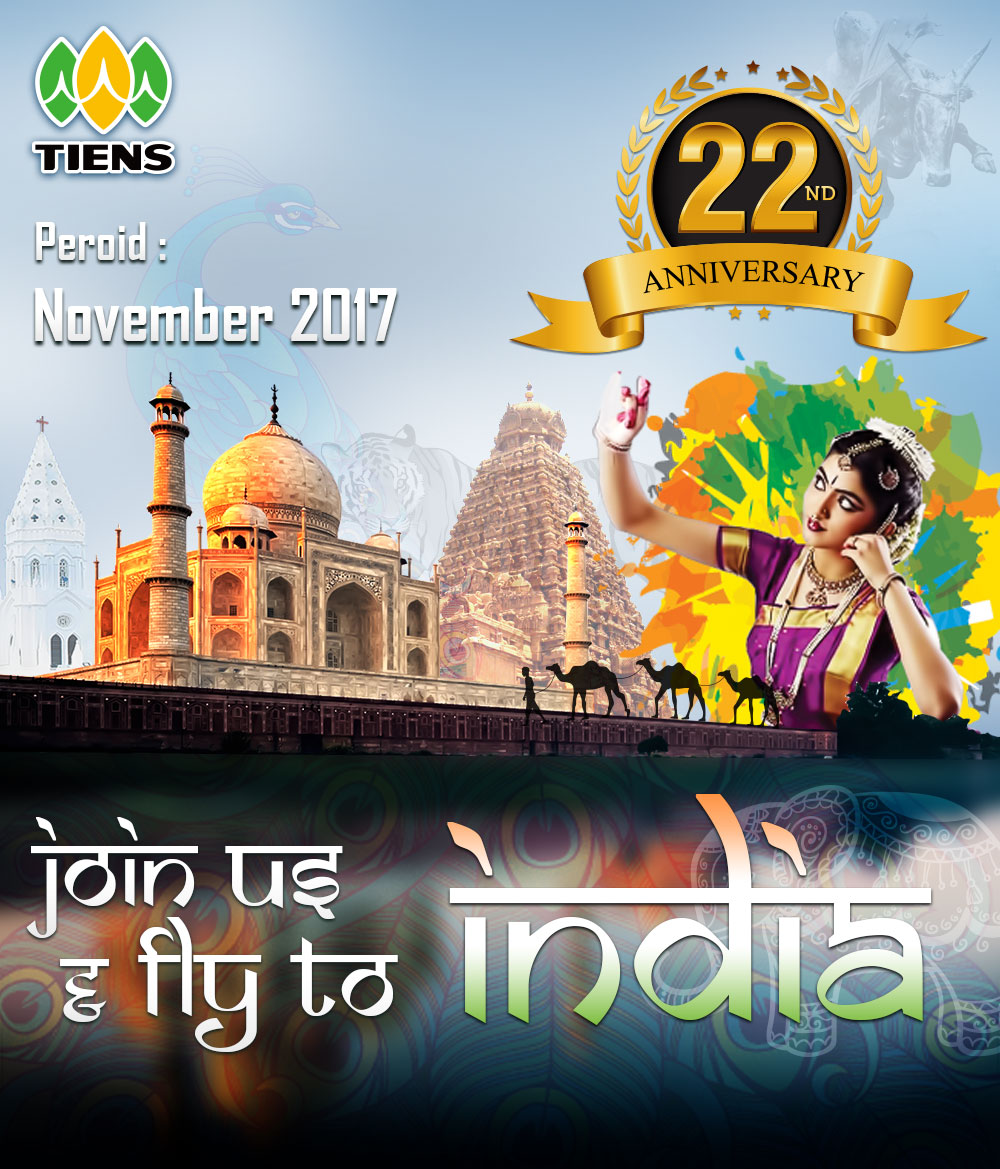 TIENS
22ND
ANNIVERSARY
Peroid :
November 2017
join us
& fly to
india